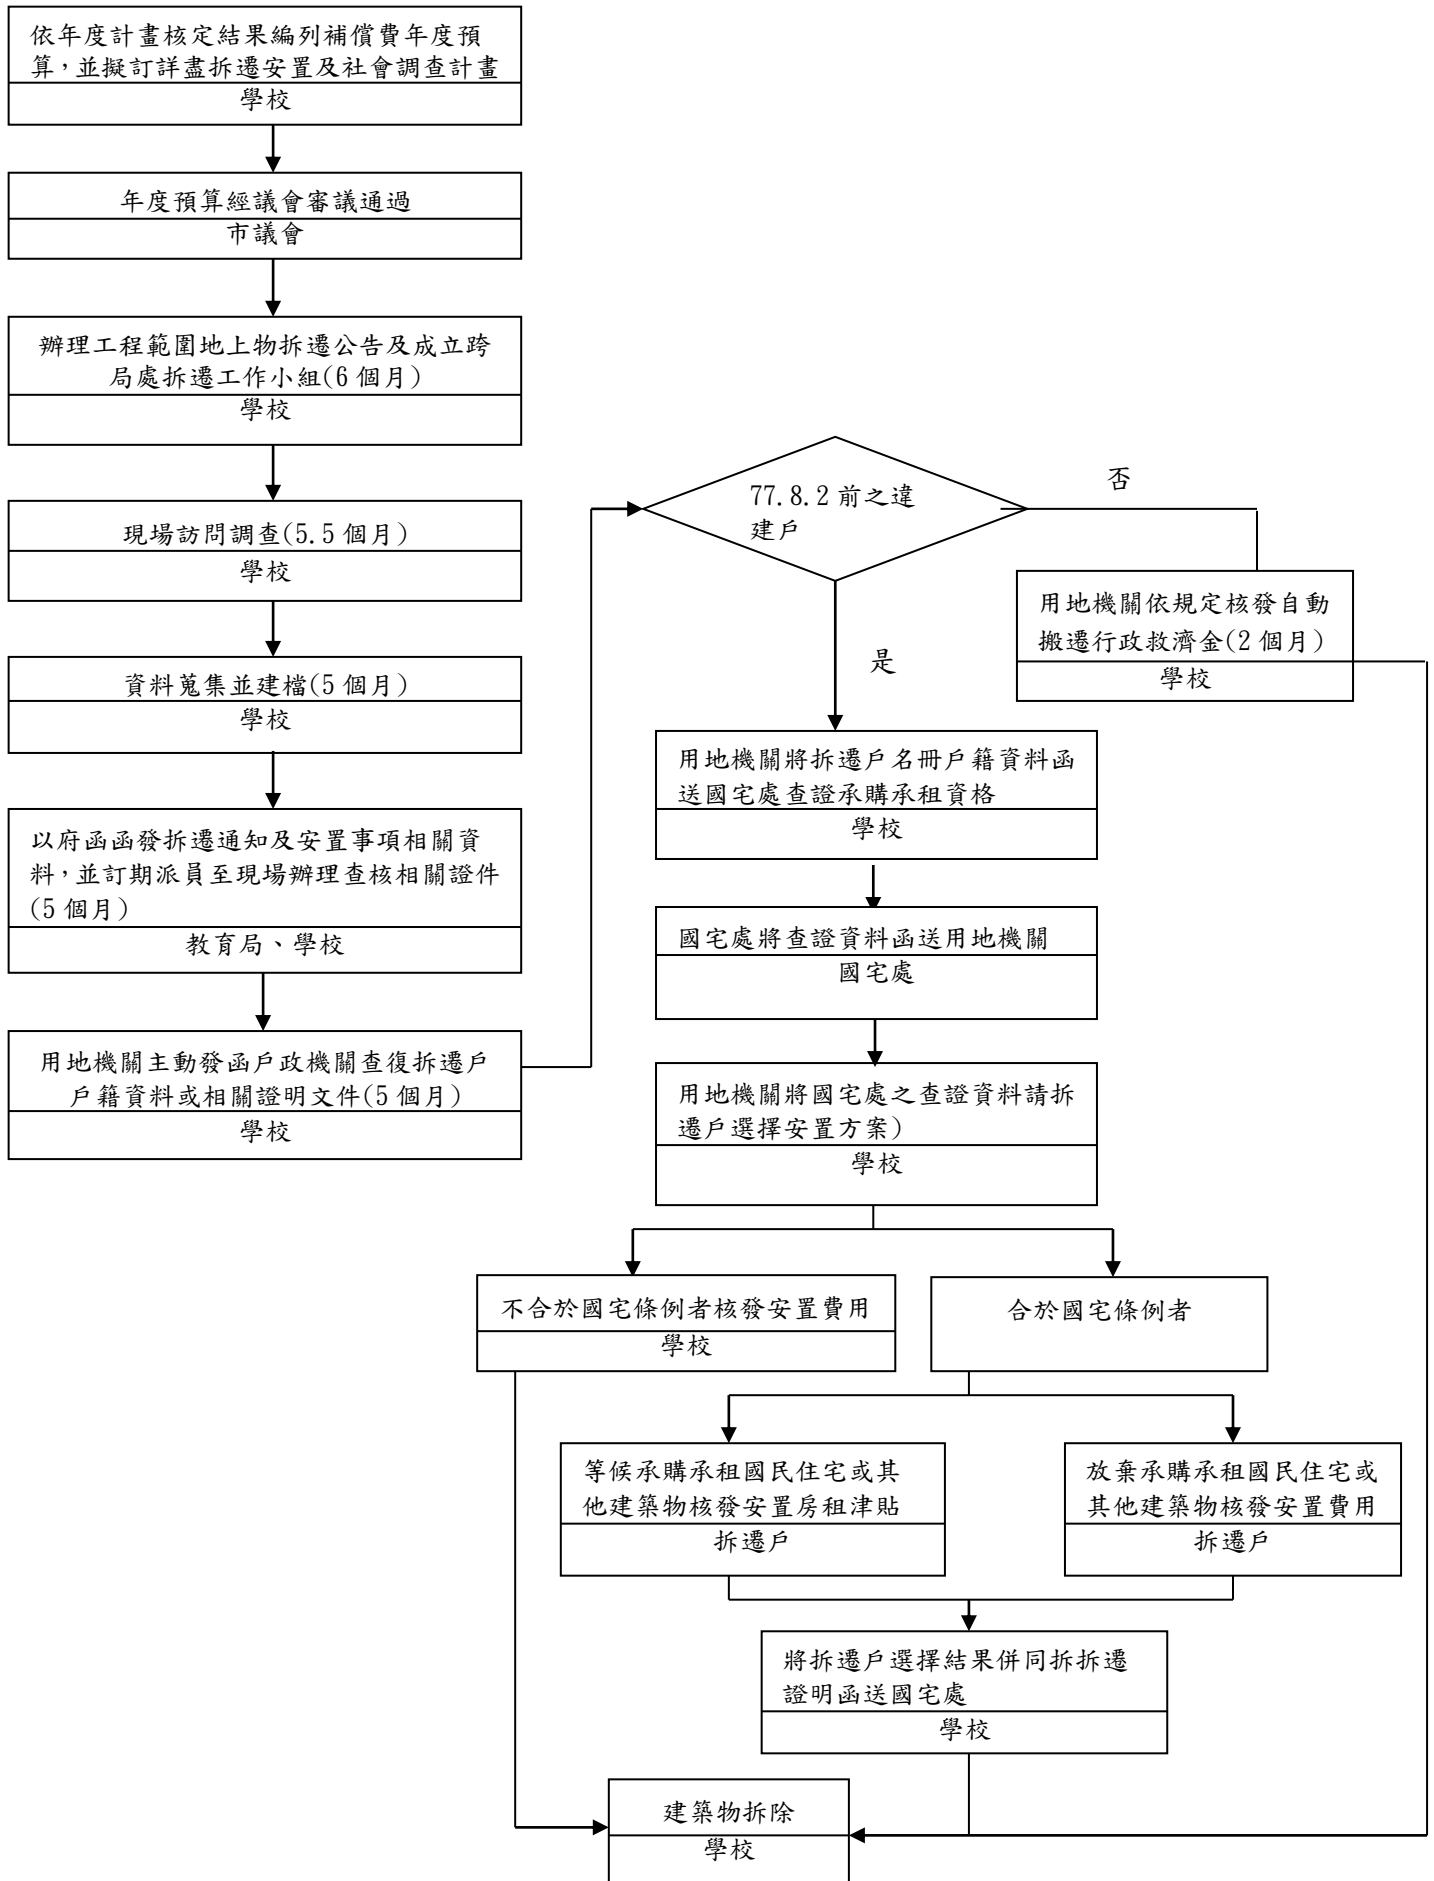 依年度計畫核定結果編列補償費年度預
算，並擬訂詳盡拆遷安置及社會調查計畫
學校
年度預算經議會審議通過
市議會
辦理工程範圍地上物拆遷公告及成立跨
局處拆遷工作小組(6 個月)
學校
現場訪問調查(5.5 個月)
學校
資料蒐集並建檔(5 個月)
學校
以府函函發拆遷通知及安置事項相關資
料，並訂期派員至現場辦理查核相關證件
(5 個月)
教育局、學校
用地機關主動發函戶政機關查復拆遷戶
戶籍資料或相關證明文件(5 個月)
學校
77.8.2 前之違
建戶
否
用地機關依規定核發自動
搬遷行政救濟金(2 個月)
學校
是
用地機關將拆遷戶名冊戶籍資料函
送國宅處查證承購承租資格
學校
國宅處將查證資料函送用地機關
國宅處
用地機關將國宅處之查證資料請拆
遷戶選擇安置方案)
學校
不合於國宅條例者核發安置費用
學校
合於國宅條例者
等候承購承租國民住宅或其
他建築物核發安置房租津貼
拆遷戶
放棄承購承租國民住宅或
其他建築物核發安置費用
拆遷戶
將拆遷戶選擇結果併同拆拆遷
證明函送國宅處
學校
建築物拆除
學校